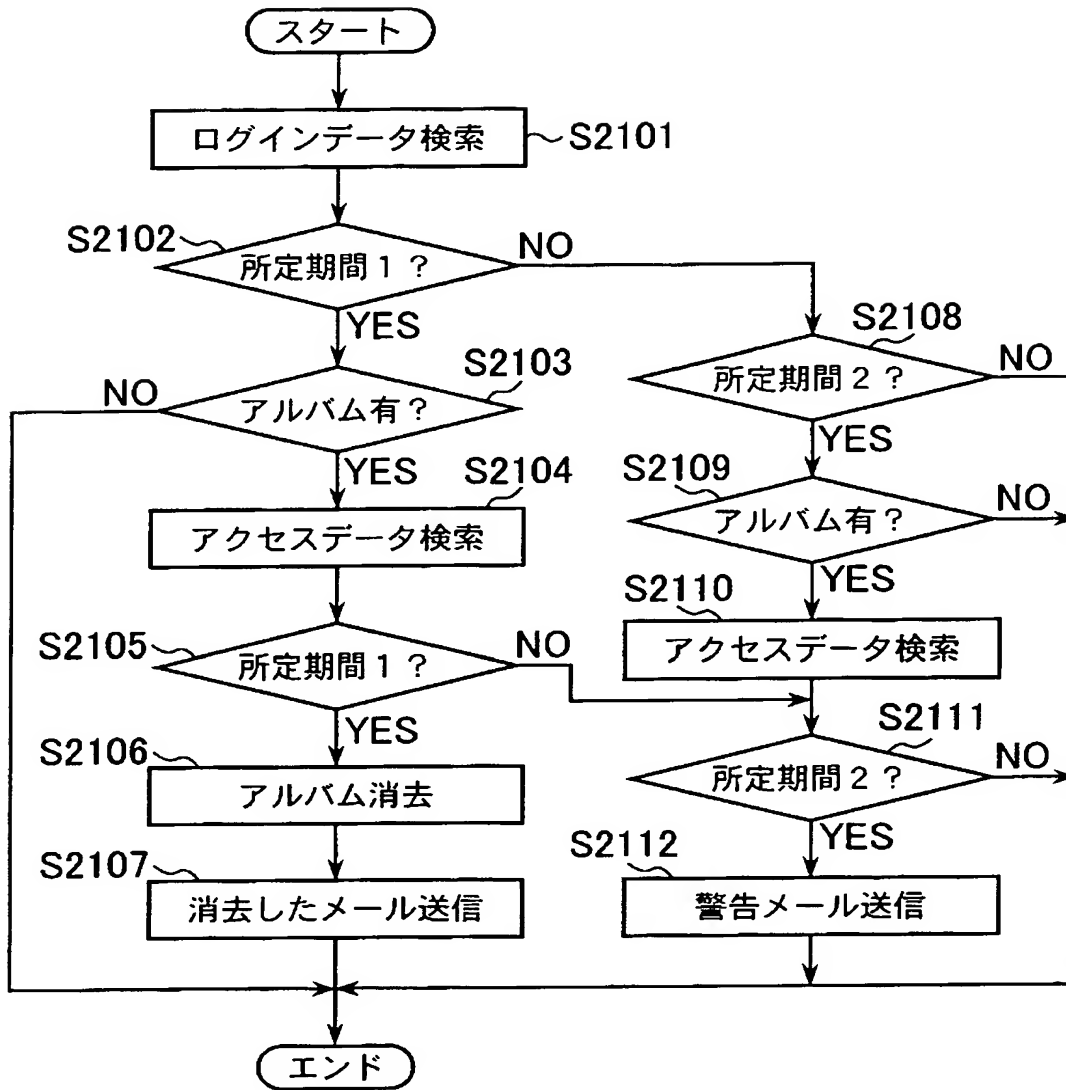 スタート
ログインデータ検索
S2101
S2102
所定期間1?
NO
YES
S2103
NO
アルバム有?
YES
S2104
アクセスデータ検索
S2105
所定期間1?
NO
YES
S2106
アルバム消去
S2107
消去したメール送信
S2108
所定期間2?
NO
YES
S2109
アルバム有?
NO
YES
S2110
アクセスデータ検索
S2111
所定期間2?
NO
YES
S2112
警告メール送信
エンド